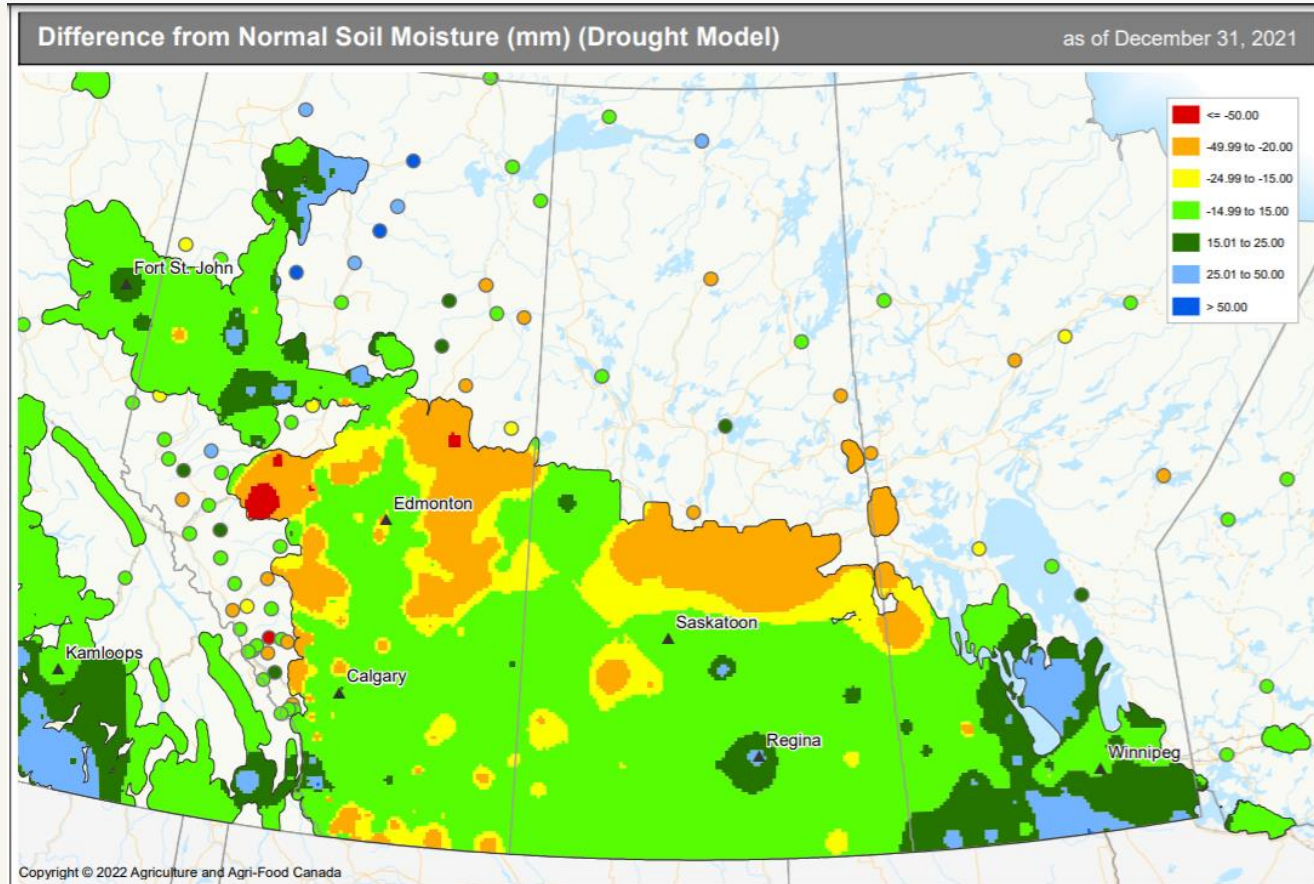 Difference from Normal Soil Moisture (mm) (Drought Model)
as of December 31, 2021
<= -50.00
-49.99 to -20.00
-24.99 to -15.00
-14.99 to 15.00
15.01 to 25.00
25.01 to 50.00
> 50.00
Fort St. John
Edmonton
Saskatoon
Kamloops
Calgary
Regina
Winnipeg
Copyright © 2022 Agriculture and Agri-Food Canada